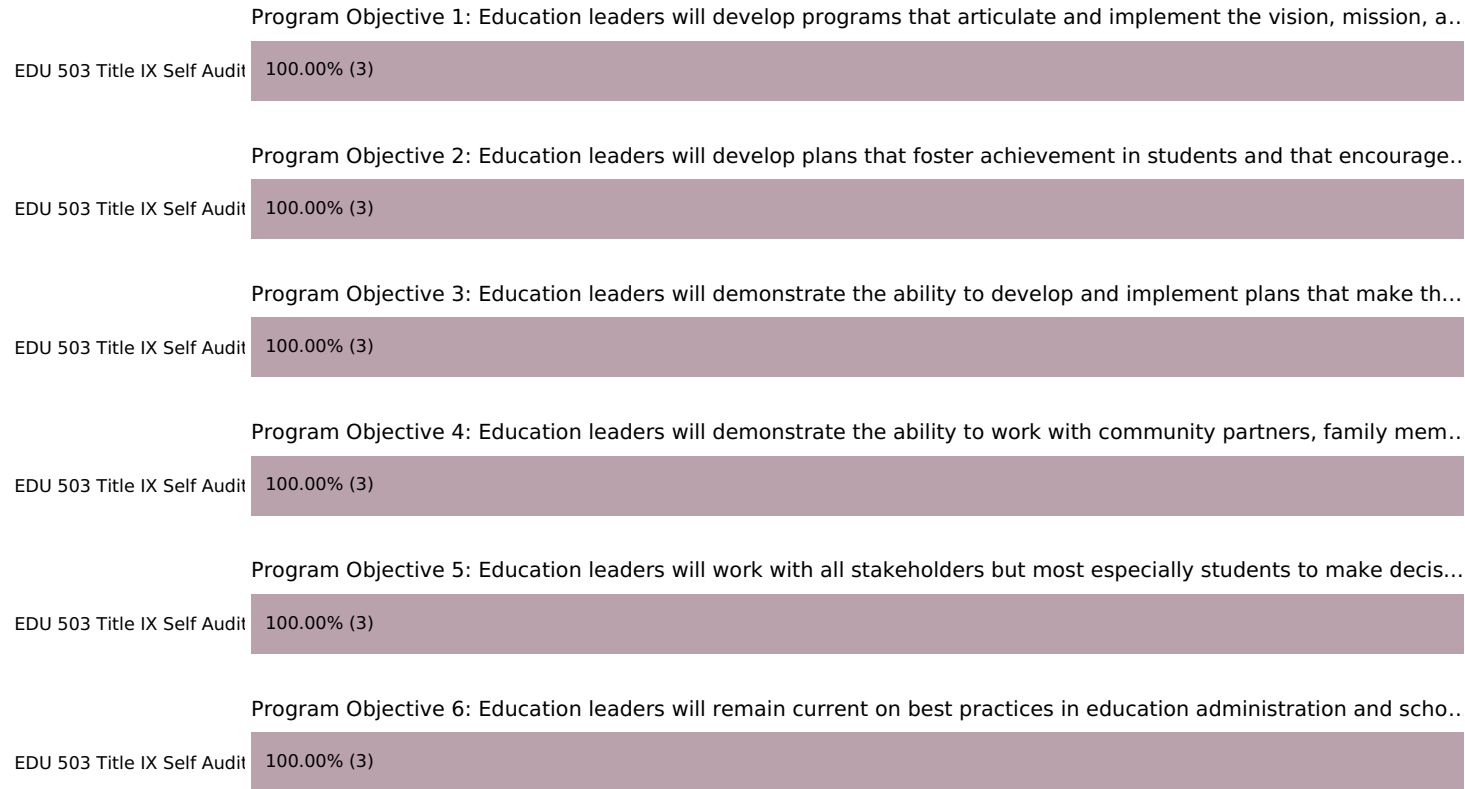 Program Objective 1: Education leaders will develop programs that articulate and implement the vision, mission, a..
EDU 503 Title IX Self Audit 100.00% (3)
Program Objective 2: Education leaders will develop plans that foster achievement in students and that encourage..
EDU 503 Title IX Self Audit 100.00% (3)
Program Objective 3: Education leaders will demonstrate the ability to develop and implement plans that make th...
EDU 503 Title IX Self Audit 100.00% (3)
Program Objective 4: Education leaders will demonstrate the ability to work with community partners, family mem..
EDU 503 Title IX Self Audit 100.00% (3)
Program Objective 5: Education leaders will work with all stakeholders but most especially students to make decis...
EDU 503 Title IX Self Audit 100.00% (3)
Program Objective 6: Education leaders will remain current on best practices in education administration and scho..
EDU 503 Title IX Self Audit 100.00% (3)